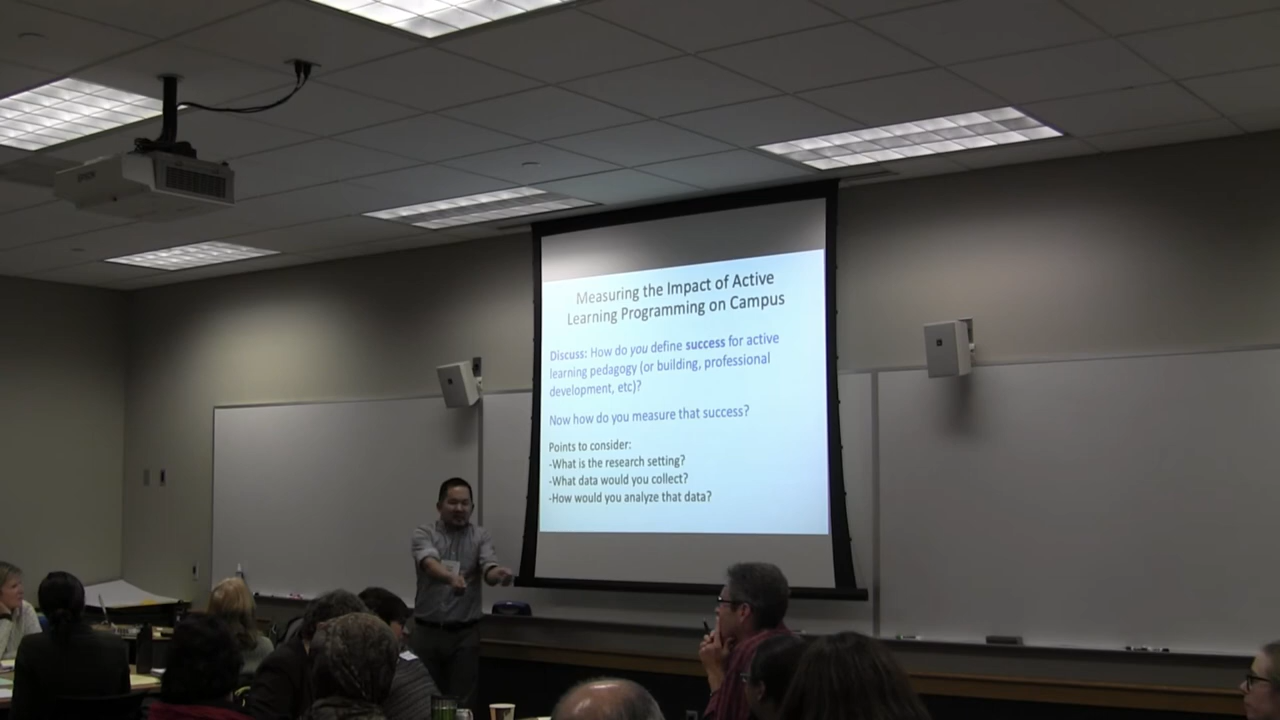 Measuring the Impact of Active
Learning Programming on Campus
Discuss: How do you define success for active
learning pedagogy (or building, professional
development, etc)?
Now how do you measure that success?
Points to consider:
-What is the research setting?
-What data would you collect?
-How would you analyze that data?